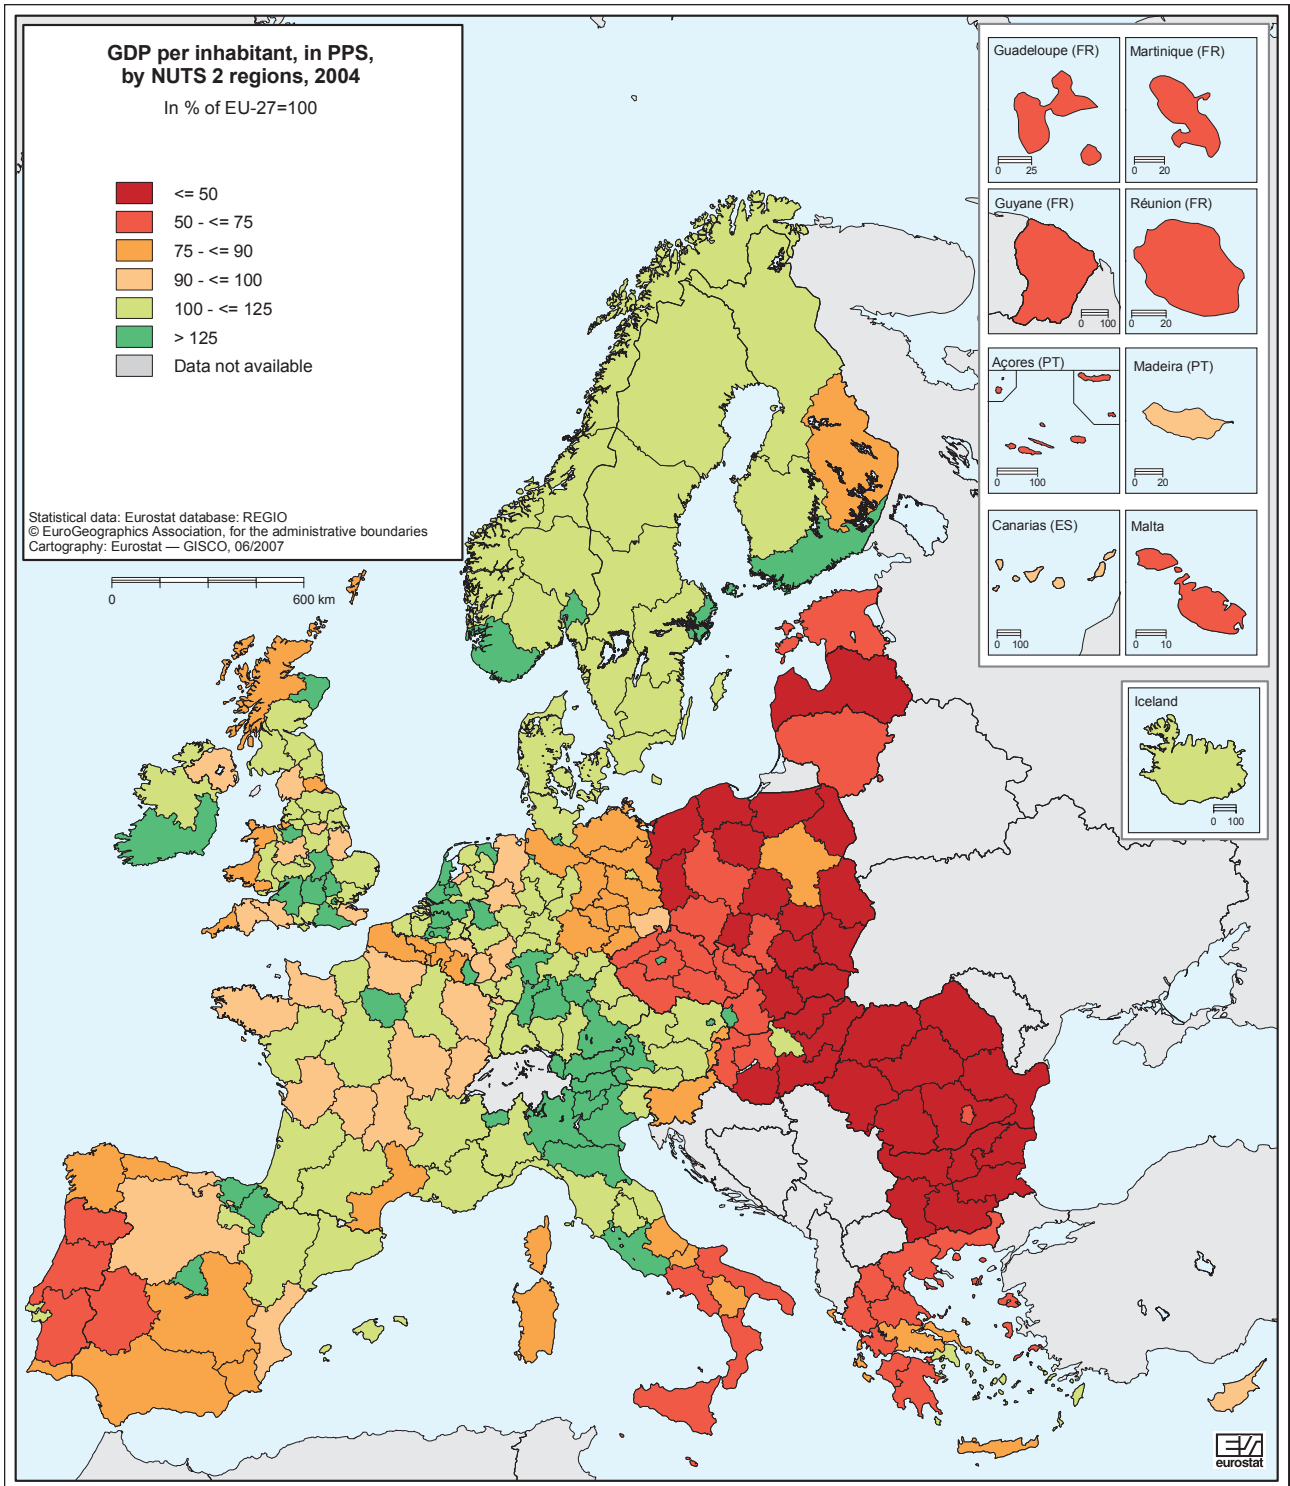 GDP per inhabitant, in PPS,
by NUTS 2 regions, 2004
In % of EU-27=100
<= 50
50 - <= 75
75 - <= 90
90 - <= 100
100 - <= 125
> 125
Data not available
Statistical data: Eurostat database: REGIO
© EuroGeographics Association, for the administrative boundaries
Cartography: Eurostat — GISCO, 06/2007
0 600 km
Guadeloupe (FR)
0 25
Martinique (FR)
0 20
Guyane (FR)
0 100
Réunion (FR)
0 20
Açores (PT)
0 100
Madeira (PT)
0 20
Canarias (ES)
0 100
Malta
0 10
Iceland
0 100
eurostat